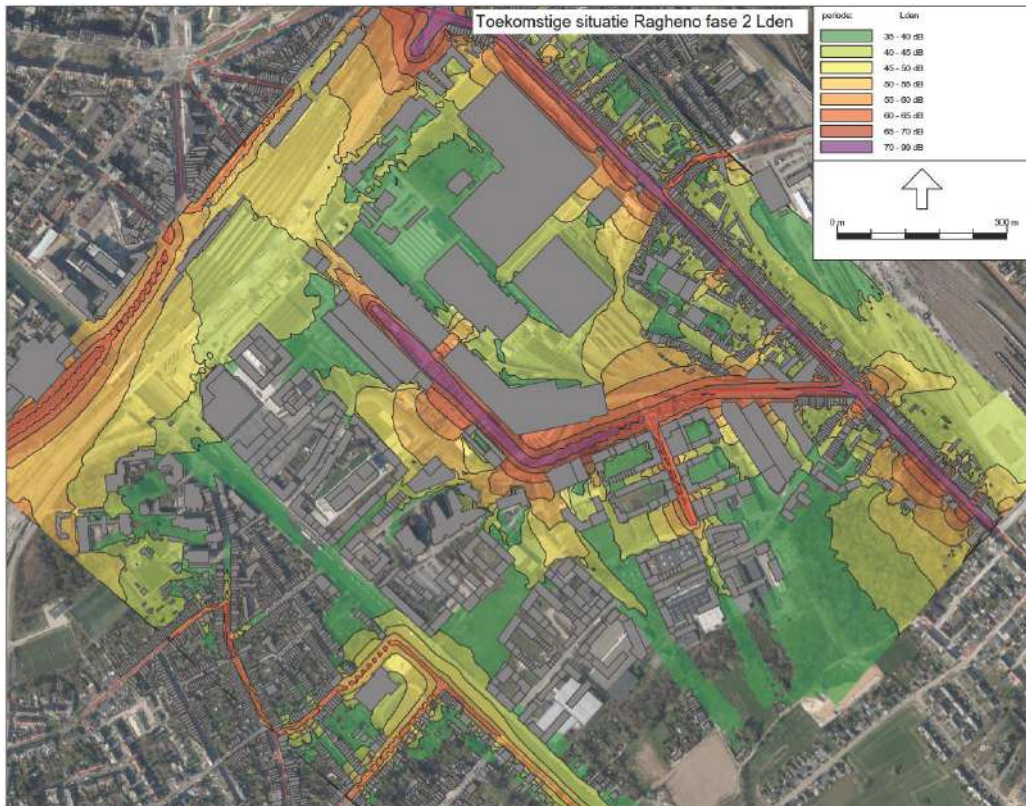 Toekomstige situatie Ragheno fase 2 Lden
periode: Lden
35 - 40 dB
40 - 45 dB
45 - 50 dB
50 - 55 dB
55 - 60 dB
60 - 65 dB
65 - 70 dB
70 - 99 dB
0 m 300 m